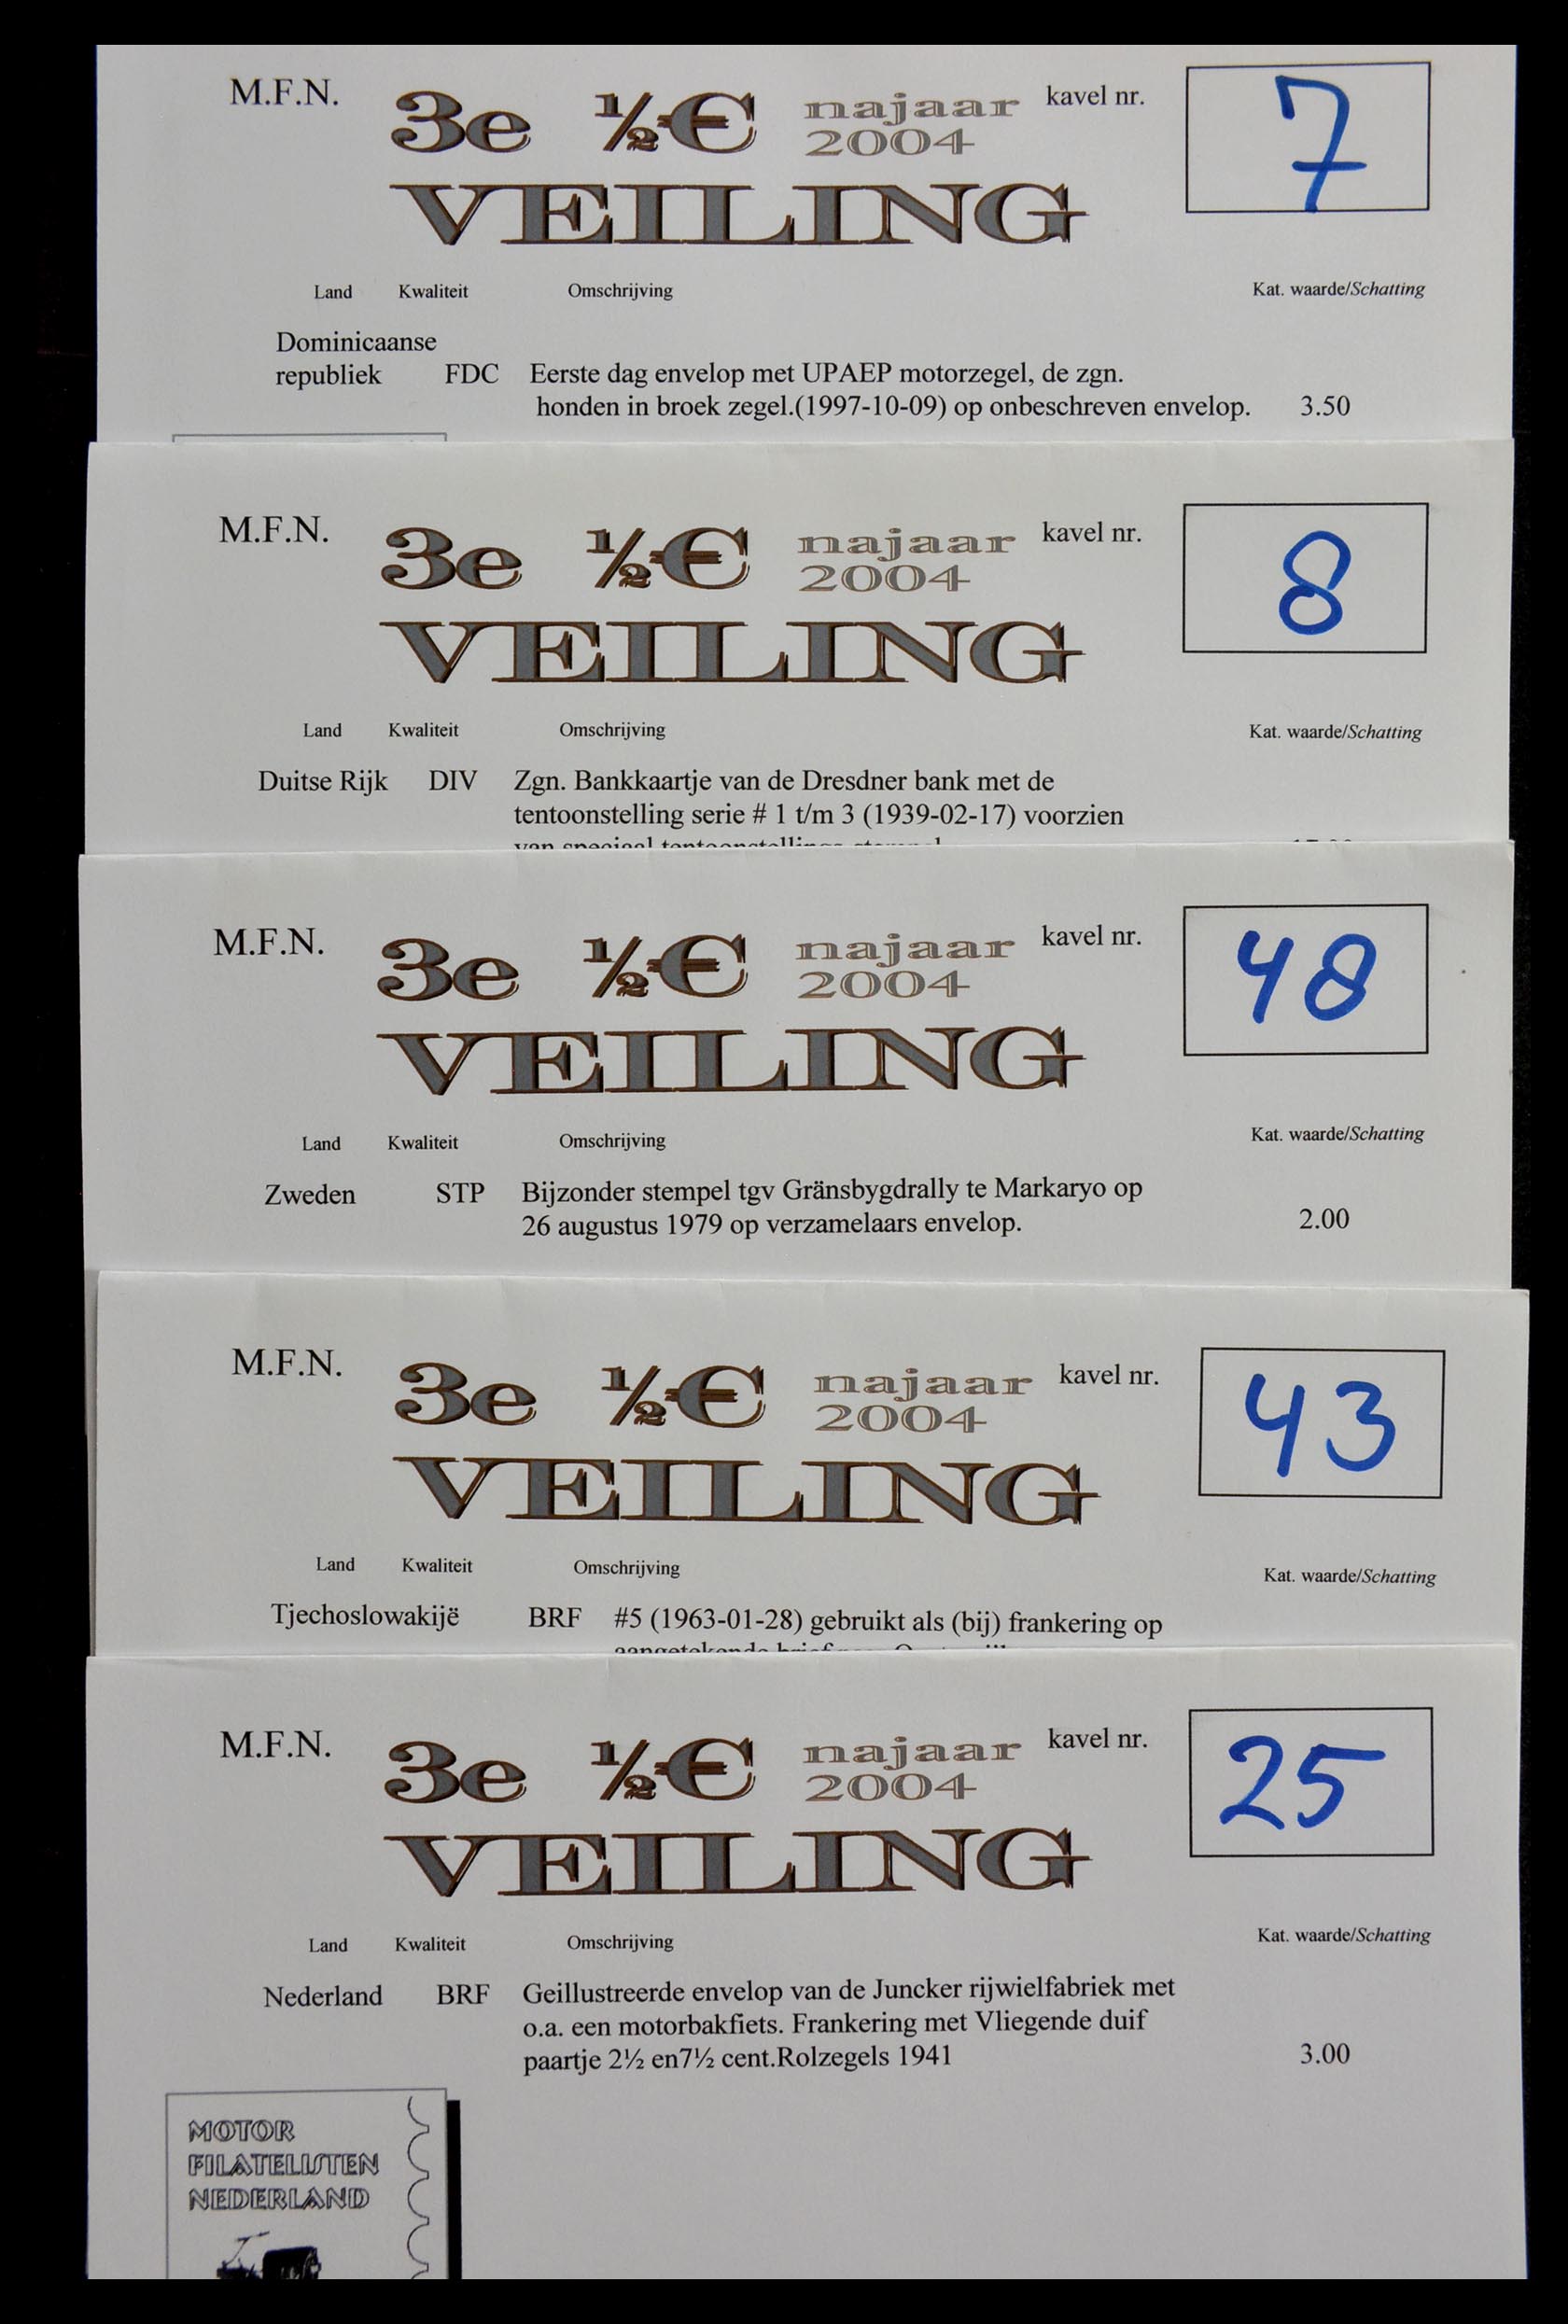 M.F.N. 3e ½€ najaar 2004 kavel nr. 7
VEILING
Land Kwaliteit Omschrijving Kat. waarde/Schatting
Dominicaanse
republiek FDC Eerste dag envelop met UPAEP motorzegel, de zgn.
honden in broek zegel.(1997-10-09) op onbeschreven envelop. 3.50
M.F.N. 3e ½€ najaar 2004 kavel nr. 8
VEILING
Land Kwaliteit Omschrijving Kat. waarde/Schatting
Duitse Rijk DIV Zgn. Bankkaartje van de Dresdner bank met de
tentoonstelling serie # 1 t/m 3 (1939-02-17) voorzien
van speciaal tentoonstellings stempel
M.F.N. 3e ½€ najaar 2004 kavel nr. 48
VEILING
Land Kwaliteit Omschrijving Kat. waarde/Schatting
Zweden STP Bijzonder stempel tgv Gränsbygdrally te Markaryo op
26 augustus 1979 op verzamelaars envelop. 2.00
M.F.N. 3e ½€ najaar 2004 kavel nr. 43
VEILING
Land Kwaliteit Omschrijving Kat. waarde/Schatting
Tjechoslowakijë BRF #5 (1963-01-28) gebruikt als (bij) frankering op
aangetekende brief
M.F.N. 3e ½€ najaar 2004 kavel nr. 25
VEILING
Land Kwaliteit Omschrijving Kat. waarde/Schatting
Nederland BRF Geillustreerde envelop van de Juncker rijwielfabriek met
o.a. een motorbakfiets. Frankering met Vliegende duif
paartje 2½ en7½ cent.Rolzegels 1941 3.00
MOTOR
FILATELISTEN
NEDERLAND